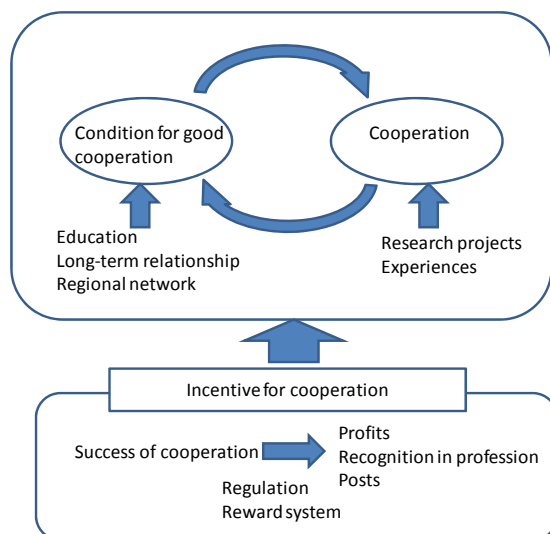 Condition for good
cooperation
Cooperation
Education
Long-term relationship
Regional network
Research projects
Experiences
Incentive for cooperation
Success of cooperation
Profits
Recognition in profession
Posts
Regulation
Reward system